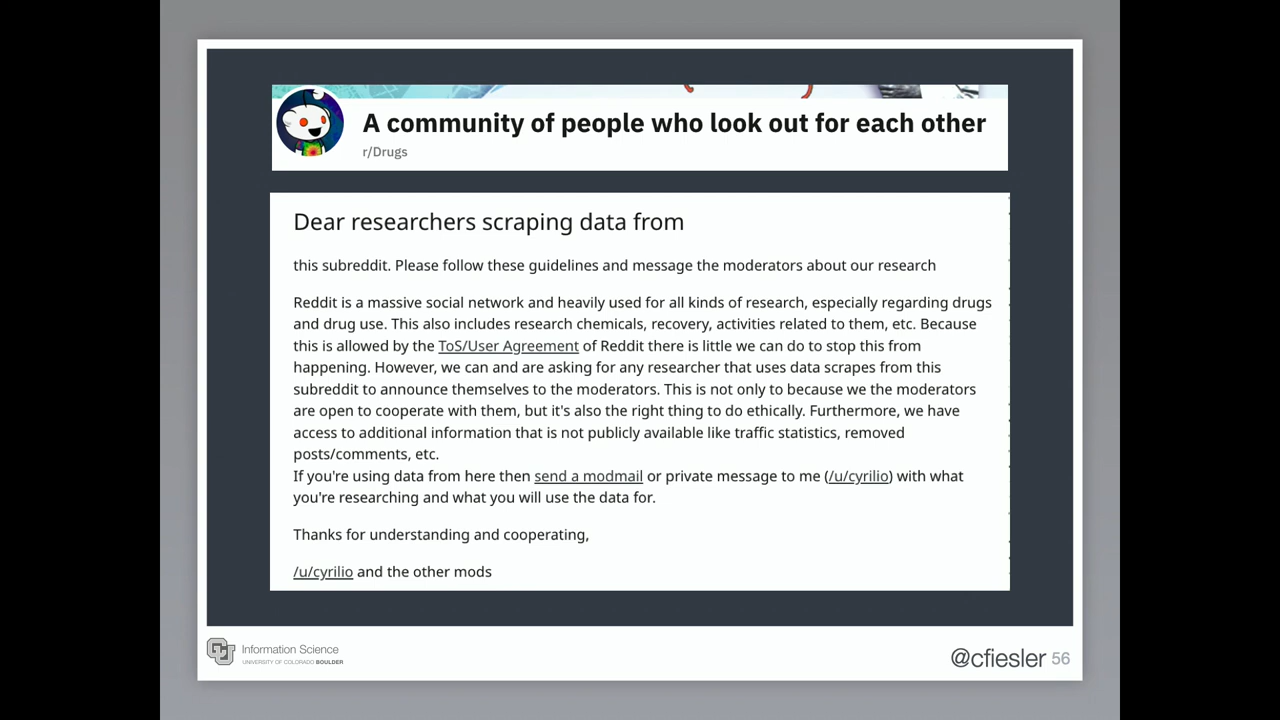 A community of people who look out for each other
r/Drugs
Dear researchers scraping data from
this subreddit. Please follow these guidelines and message the moderators about our research
Reddit is a massive social network and heavily used for all kinds of research, especially regarding drugs
and drug use. This also includes research chemicals, recovery, activities related to them, etc. Because
this is allowed by the ToS/User Agreement of Reddit there is little we can do to stop this from
happening. However, we can and are asking for any researcher that uses data scrapes from this
subreddit to announce themselves to the moderators. This is not only to because we the moderators
are open to cooperate with them, but it's also the right thing to do ethically. Furthermore, we have
access to additional information that is not publicly available like traffic statistics, removed
posts/comments, etc.
If you're using data from here then send a modmail or private message to me (/u/cyrilio) with what
you're researching and what you will use the data for.
Thanks for understanding and cooperating,
/u/cyrilio and the other mods
CU Information Science
UNIVERSITY OF COLORADO BOULDER
@cfiesler 56